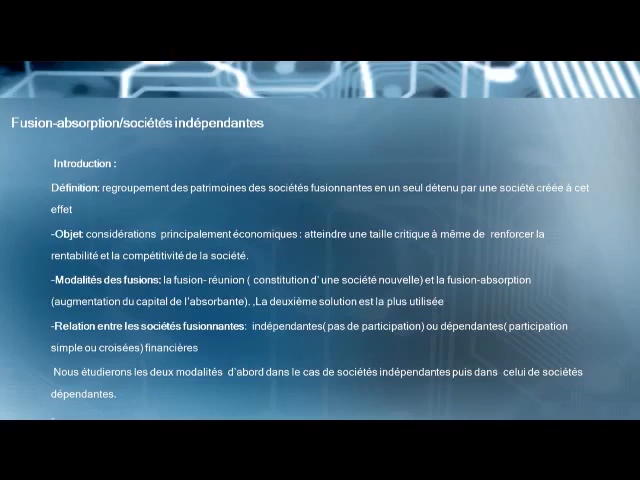 Fusion-absorption/sociétés indépendantes
Introduction :
Définition: regroupement des patrimoines des sociétés fusionnantes en un seul détenu par une société créée à cet
effet
-Objet: considérations principalement économiques : atteindre une taille critique à même de renforcer la
rentabilité et la compétitivité de la société.
-Modalités des fusions: la fusion- réunion ( constitution d' une société nouvelle) et la fusion-absorption
(augmentation du capital de l'absorbante). ,La deuxième solution est la plus utilisée
-Relation entre les sociétés fusionnantes: indépendantes( pas de participation) ou dépendantes( participation
simple ou croisées) financières
Nous étudierons les deux modalités d'abord dans le cas de sociétés indépendantes puis dans celui de sociétés
dépendantes.
-